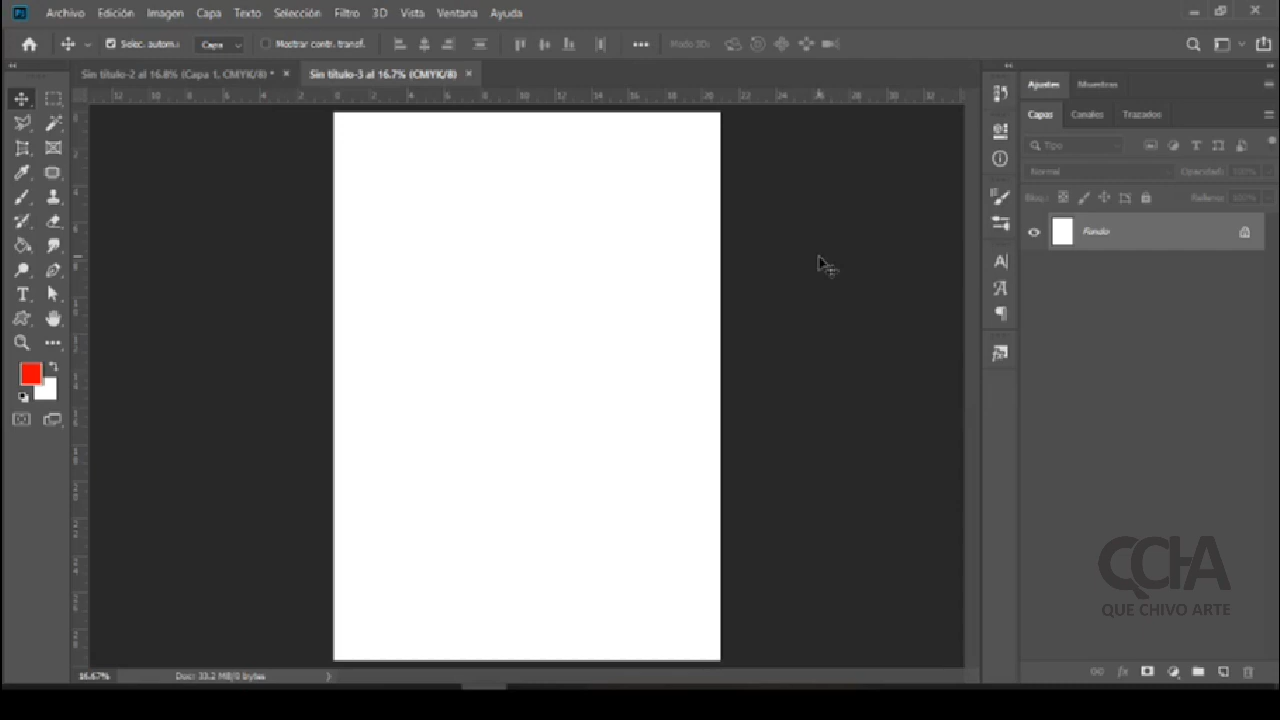 Ps Archivo Edición Imagen Capa Texto Selección Filtro 3D Vista Ventana Ayuda
Selec. autom.: Capa Mostrar contr. transf. Modo 3D:
Sin título-2 al 16.8% (Capa 1, CMYK/8) * × Sin título-3 al 16.7% (CMYK/8) ×
Ajustes Muestras
Capas Canales Trazados
Tipo
Normal Opacidad: 100%
Bloq.: Relleno: 100%
Fondo
QCHA
QUE CHIVO ARTE
16.67% Doc: 33.2 MB/0 bytes